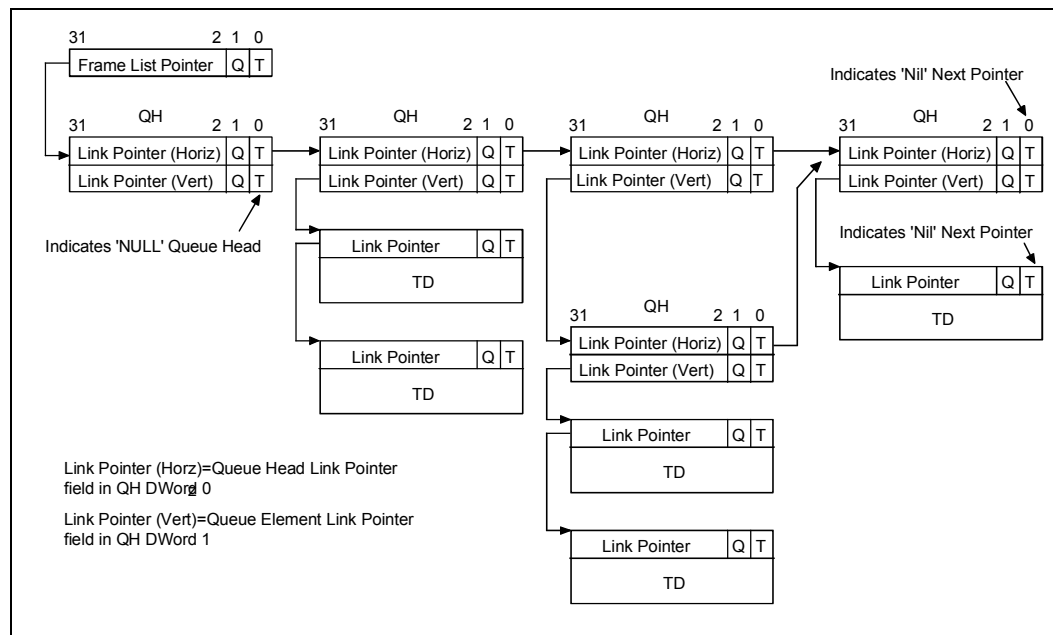 31 2 1 0
Frame List Pointer Q T
Indicates 'Nil' Next Pointer
QH QH QH QH
31 2 1 0 31 2 1 0 31 2 1 0 31 2 1 0
Link Pointer (Horiz) Q T Link Pointer (Horiz) Q T Link Pointer (Horiz) Q T Link Pointer (Horiz) Q T
Link Pointer (Vert) Q T Link Pointer (Vert) Q T Link Pointer (Vert) Q T Link Pointer (Vert) Q T
Indicates 'NULL' Queue Head
Indicates 'Nil' Next Pointer
Link Pointer Q T
TD
Link Pointer Q T
TD
QH
31 2 1 0
Link Pointer (Horiz) Q T
Link Pointer (Vert) Q T
Link Pointer Q T
TD
Link Pointer Q T
TD
Link Pointer Q T
TD
Link Pointer (Horz)=Queue Head Link Pointer
field in QH DWord 0
Link Pointer (Vert)=Queue Element Link Pointer
field in QH DWord 1